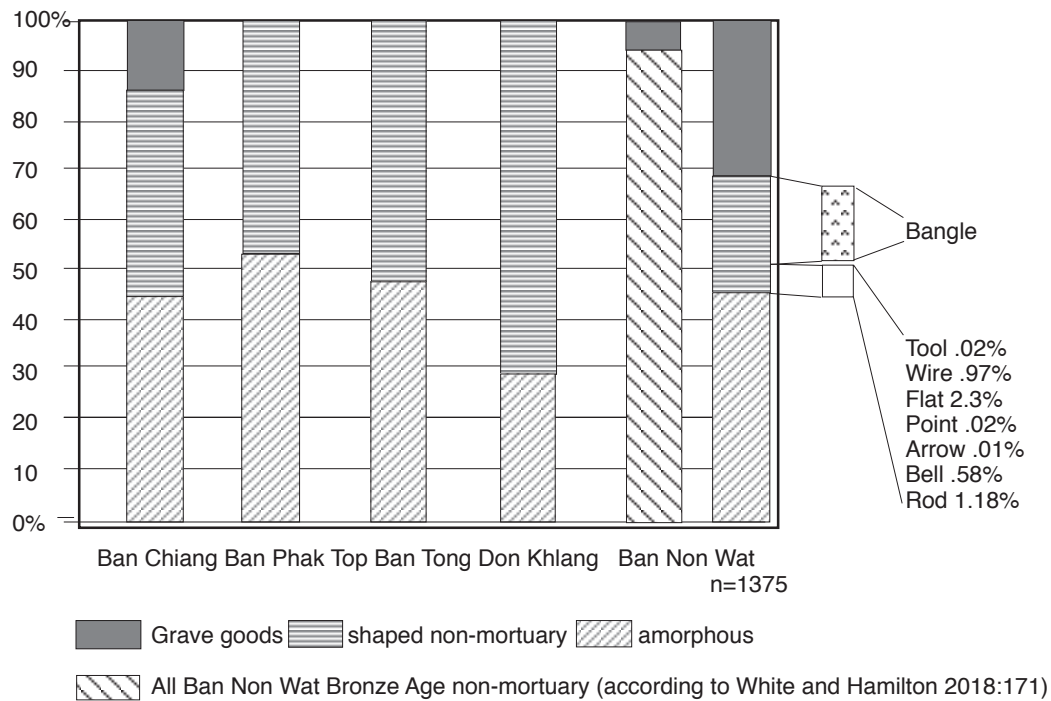 100%
90
80
70
60
50
40
30
20
10
0%
Bangle
Tool .02%
Wire .97%
Flat 2.3%
Point .02%
Arrow .01%
Bell .58%
Rod 1.18%
Ban Chiang Ban Phak Top Ban Tong Don Khlang Ban Non Wat
n=1375
Grave goods shaped non-mortuary amorphous
All Ban Non Wat Bronze Age non-mortuary (according to White and Hamilton 2018:171)